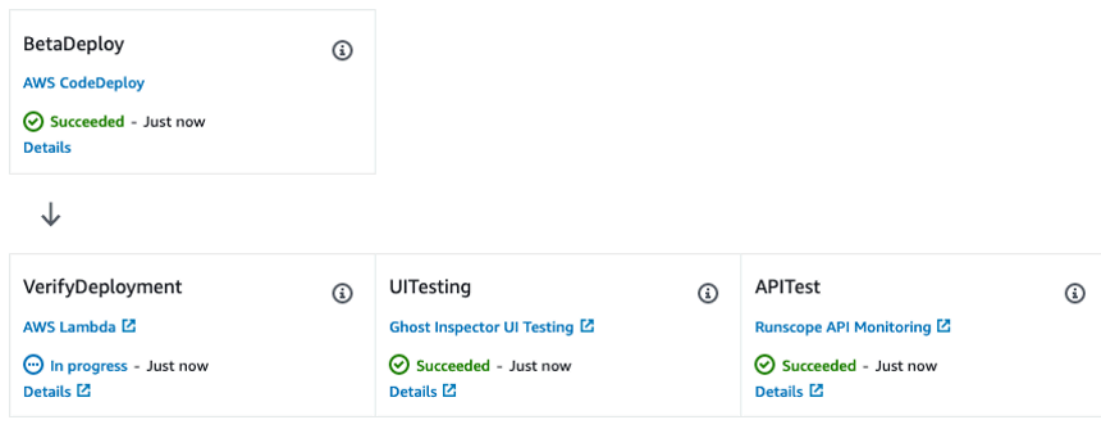 BetaDeploy
AWS CodeDeploy
Succeeded - Just now
Details
VerifyDeployment
AWS Lambda
In progress - Just now
Details
UITesting
Ghost Inspector UI Testing
Succeeded - Just now
Details
APITest
Runscope API Monitoring
Succeeded - Just now
Details